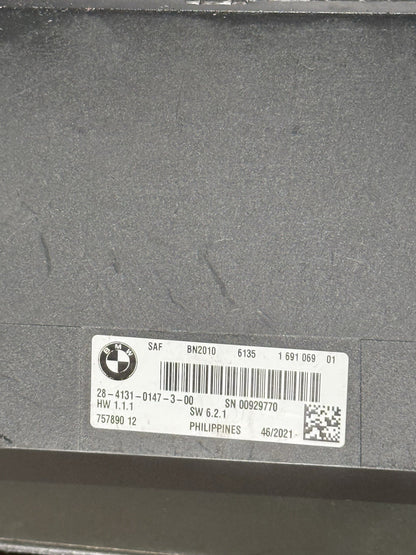 BMW
SAF BN2010 6135 1 691 069 01
28-4131-0147-3-00 SN 00929770
HW 1.1.1 SW 6.2.1
757890 12 PHILIPPINES 46/2021-